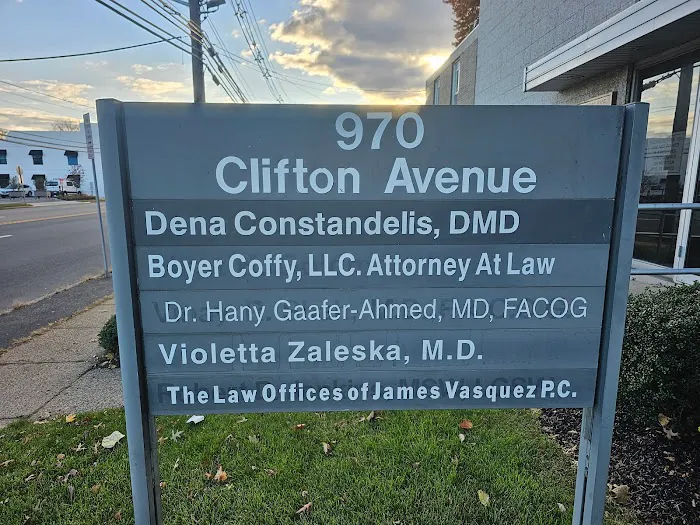 970
Clifton Avenue
Dena Constandelis, DMD
Boyer Coffy, LLC. Attorney At Law
Dr. Hany Gaafer-Ahmed, MD, FACOG
Violetta Zaleska, M.D.
The Law Offices of James Vasquez P.C.